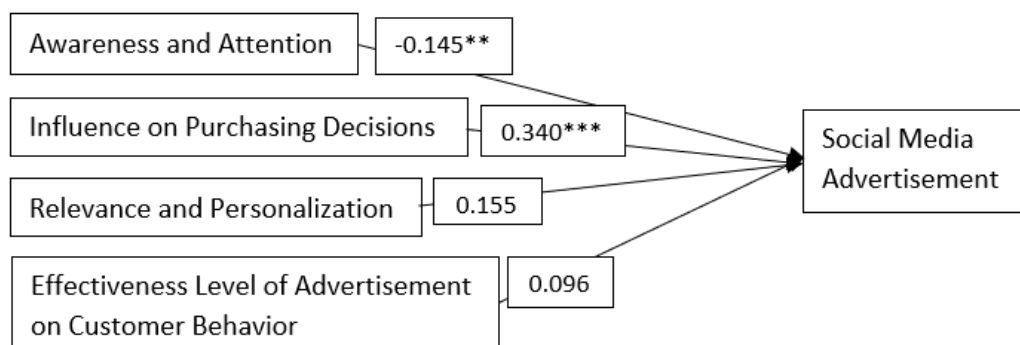 Awareness and Attention
-0.145**
Influence on Purchasing Decisions
0.340***
Relevance and Personalization
0.155
Effectiveness Level of Advertisement
on Customer Behavior
0.096
Social Media
Advertisement